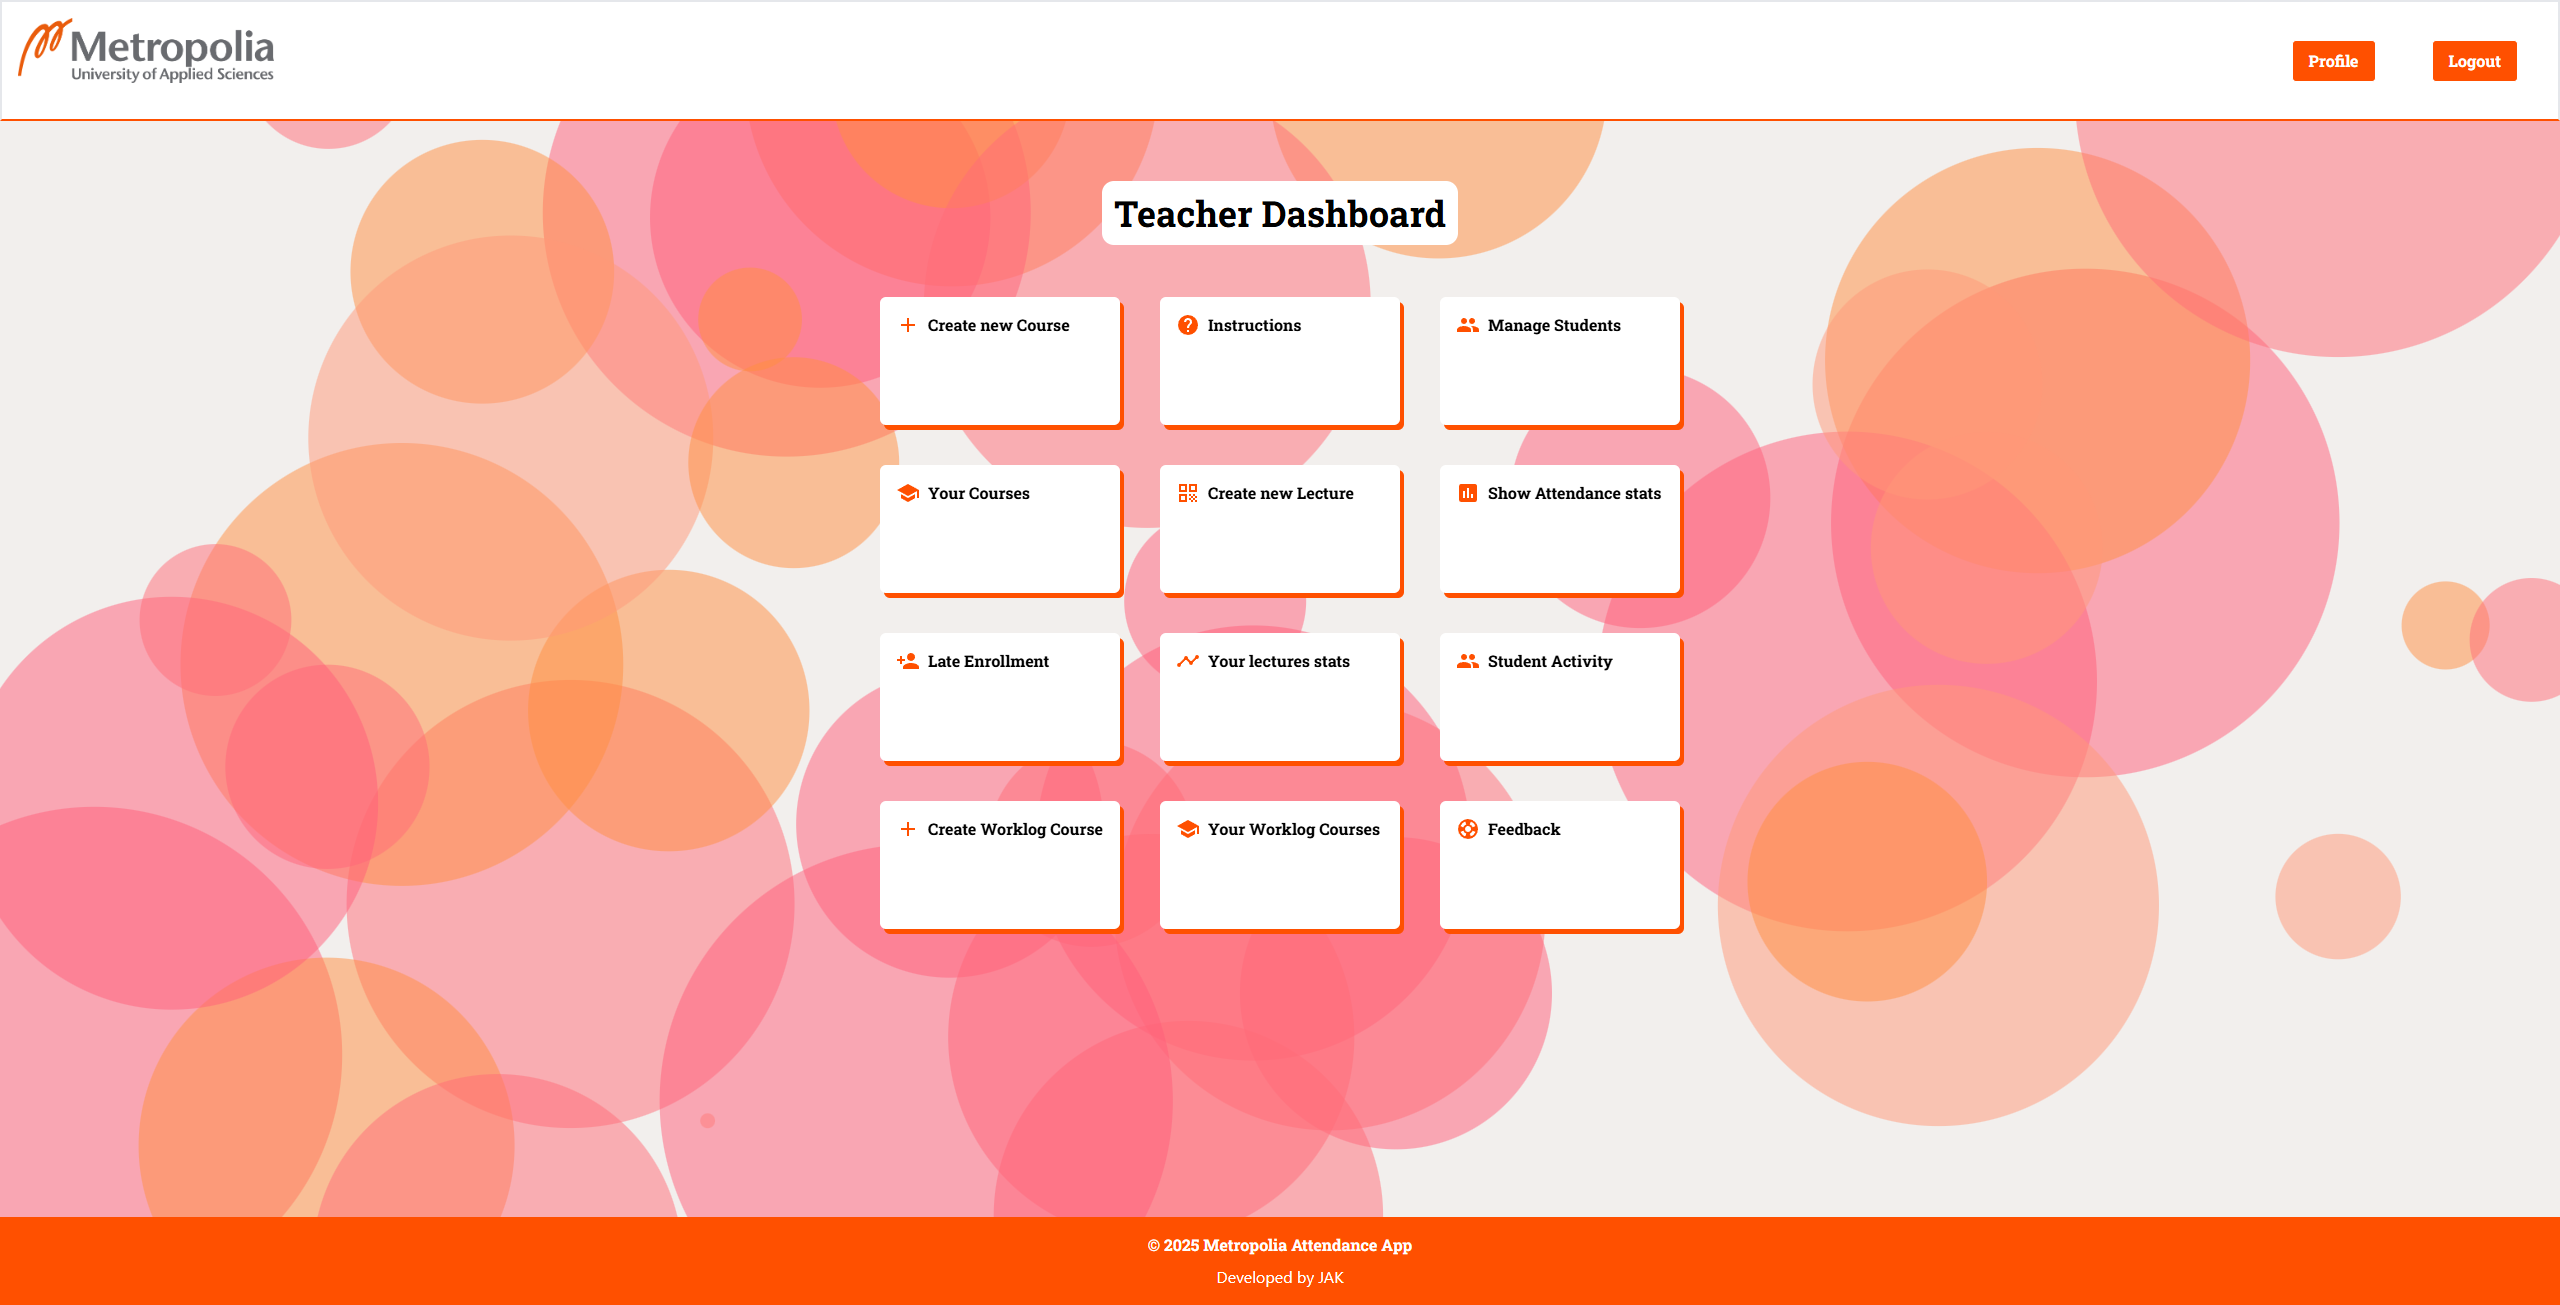 Metropolia
University of Applied Sciences
Profile
Logout
Teacher Dashboard
Create new Course
Instructions
Manage Students
Your Courses
Create new Lecture
Show Attendance stats
Late Enrollment
Your lectures stats
Student Activity
Create Worklog Course
Your Worklog Courses
Feedback
© 2025 Metropolia Attendance App
Developed by JAK